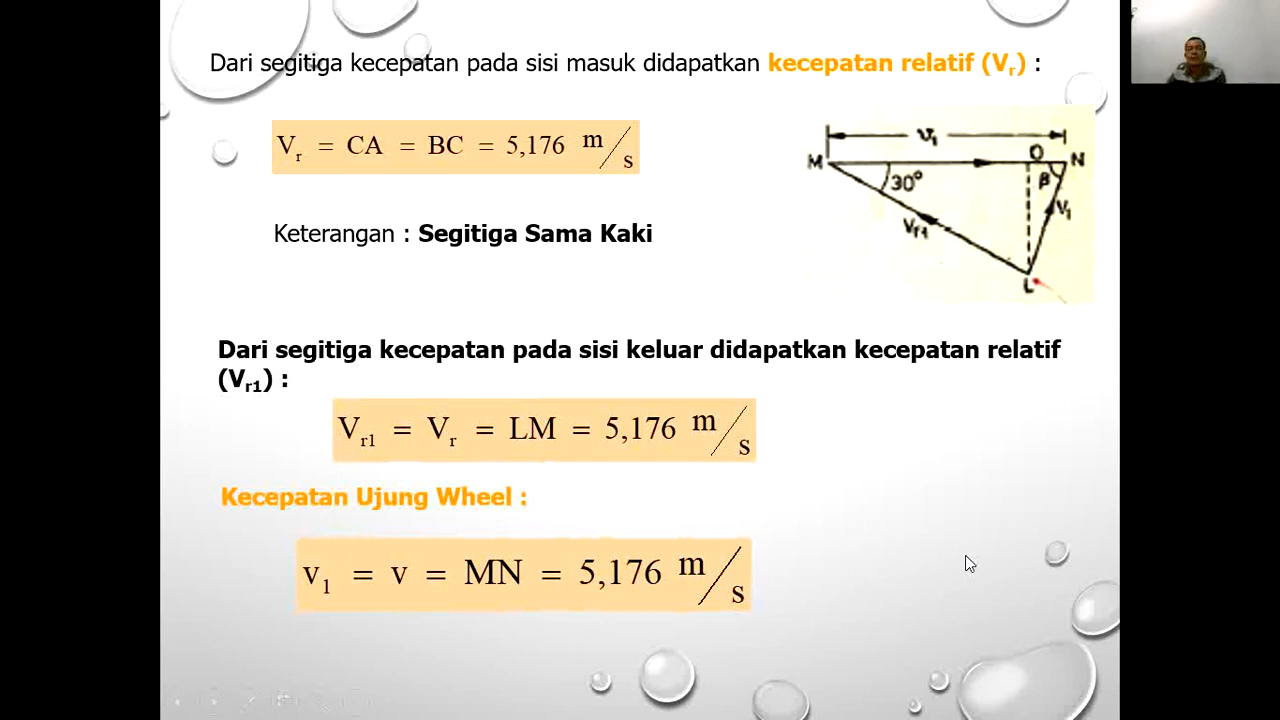 Dari segitiga kecepatan pada sisi masuk didapatkan kecepatan relatif (Vr) :
Vr = CA = BC = 5,176 m/s
Keterangan : Segitiga Sama Kaki
v1
M
O
N
30°
β
V1
Vr1
L
Dari segitiga kecepatan pada sisi keluar didapatkan kecepatan relatif
(Vr1) :
Vr1 = Vr = LM = 5,176 m/s
Kecepatan Ujung Wheel :
v1 = v = MN = 5,176 m/s